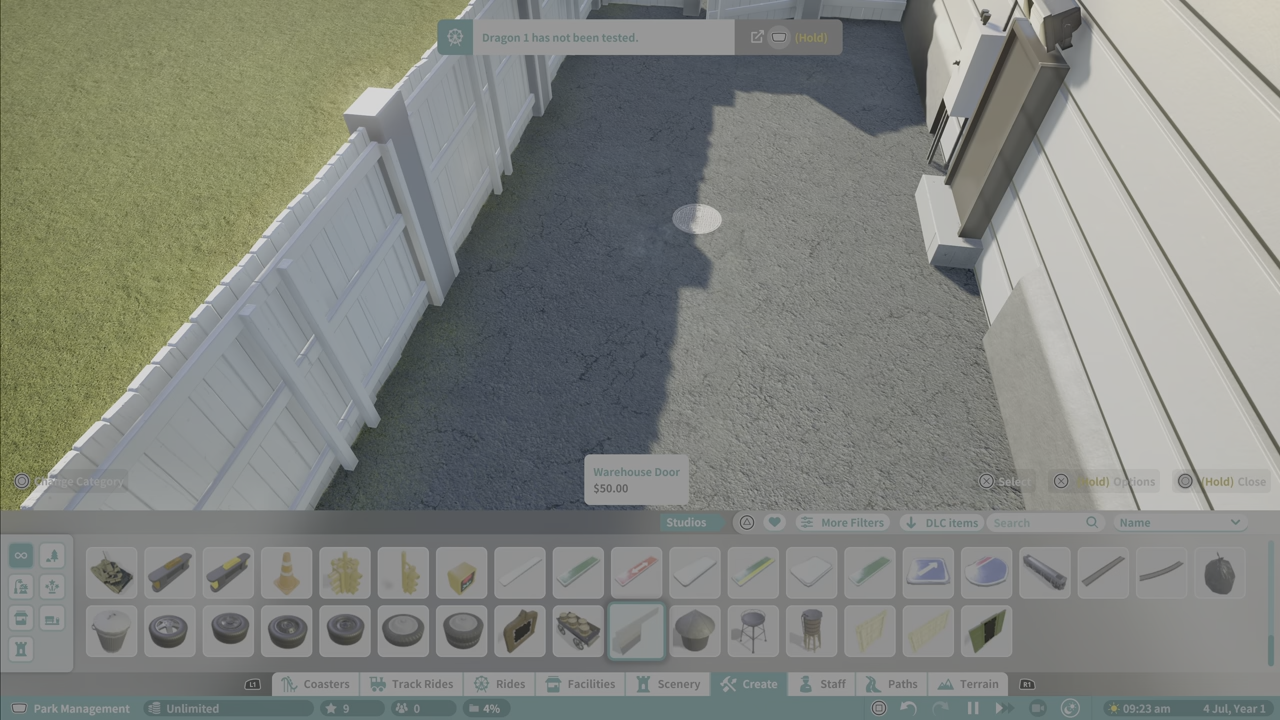 Dragon 1 has not been tested.
(Hold)
Change Category
Warehouse Door
$50.00
Select
(Hold) Options
(Hold) Close
Studios
More Filters
DLC items
Search
Name
L1
Coasters
Track Rides
Rides
Facilities
Scenery
Create
Staff
Paths
Terrain
R1
Park Management
Unlimited
9
0
4%
09:23 am
4 Jul, Year 1